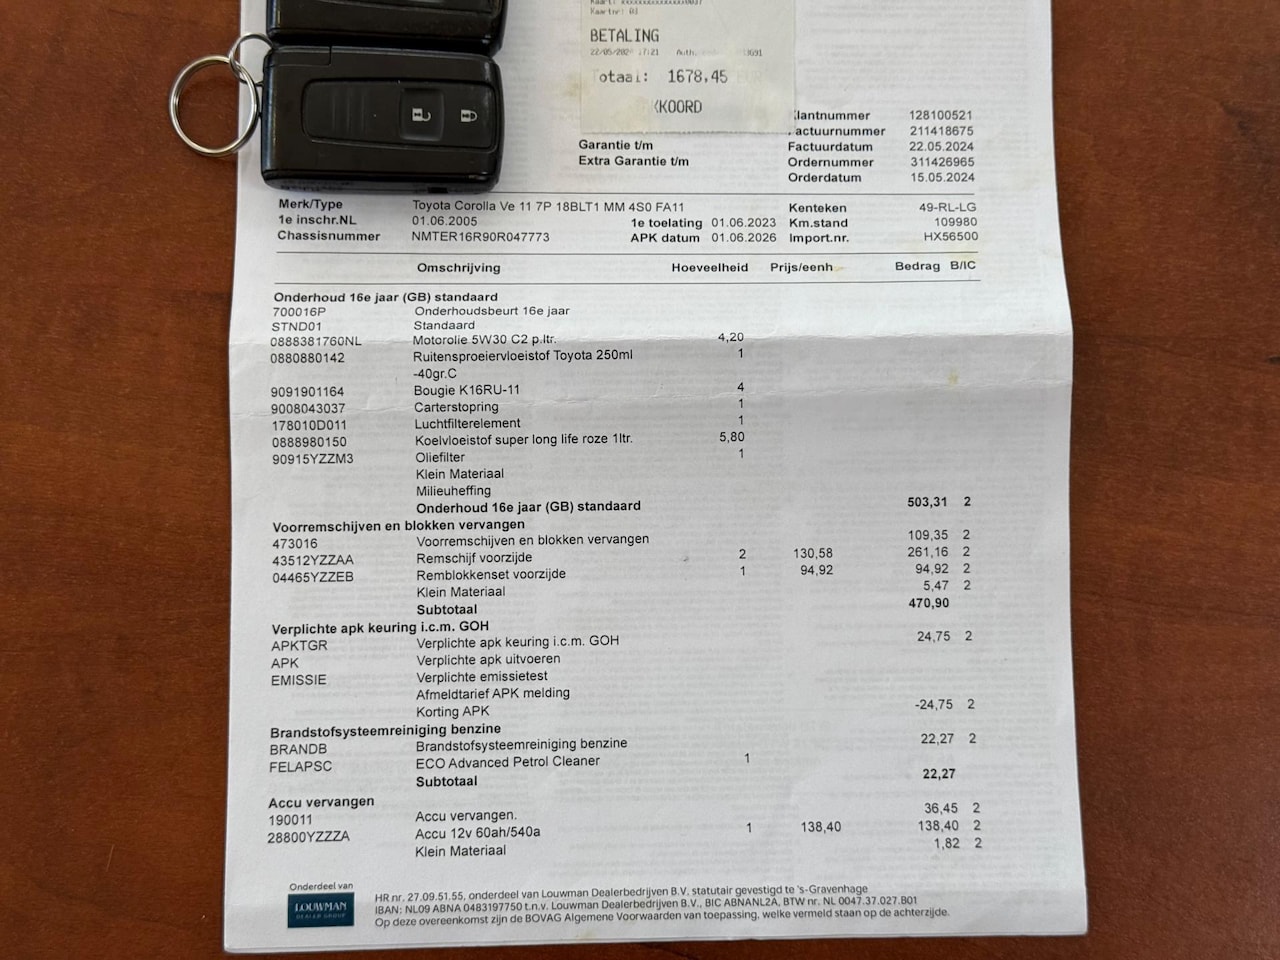 Kaartnr: 03
BETALING
Totaal: 1678,45
KKOORD
Klantnummer 128100521
Factuurnummer 211418675
Garantie t/m Factuurdatum 22.05.2024
Extra Garantie t/m Ordernummer 311426965
Orderdatum 15.05.2024
Merk/Type Toyota Corolla Ve 11 7P 18BLT1 MM 4S0 FA11 Kenteken 49-RL-LG
1e inschr.NL 01.06.2005 1e toelating 01.06.2023 Km.stand 109980
Chassisnummer NMTER16R90R047773 APK datum 01.06.2026 Import.nr. HX56500
Omschrijving Hoeveelheid Prijs/eenh Bedrag B/IC
Onderhoud 16e jaar (GB) standaard
700016P Onderhoudsbeurt 16e jaar
STND01 Standaard
0888381760NL Motorolie 5W30 C2 p.ltr. 4,20
0880880142 Ruitensproeiervloeistof Toyota 250ml 1
-40gr.C
9091901164 Bougie K16RU-11 4
9008043037 Carterstopring 1
178010D011 Luchtfilterelement 1
0888980150 Koelvloeistof super long life roze 1ltr. 5,80
90915YZZM3 Oliefilter 1
Klein Materiaal
Milieuheffing
Onderhoud 16e jaar (GB) standaard 503,31 2
Voorremschijven en blokken vervangen
473016 Voorremschijven en blokken vervangen 109,35 2
43512YZZAA Remschijf voorzijde 2 130,58 261,16 2
04465YZZEB Remblokkenset voorzijde 1 94,92 94,92 2
Klein Materiaal 5,47 2
Subtotaal 470,90
Verplichte apk keuring i.c.m. GOH
APKTGR Verplichte apk keuring i.c.m. GOH 24,75 2
APK Verplichte apk uitvoeren
EMISSIE Verplichte emissietest
Afmeldtarief APK melding
Korting APK -24,75 2
Brandstofsysteemreiniging benzine
BRANDB Brandstofsysteemreiniging benzine 22,27 2
FELAPSC ECO Advanced Petrol Cleaner 1
Subtotaal 22,27
Accu vervangen
190011 Accu vervangen. 36,45 2
28800YZZZA Accu 12v 60ah/540a 1 138,40 138,40 2
Klein Materiaal 1,82 2
Onderdeel van
LOUWMAN
DEALER GROUP
HR nr. 27.09.51.55, onderdeel van Louwman Dealerbedrijven B.V. statutair gevestigd te 's-Gravenhage
IBAN: NL09 ABNA 0483197750 t.n.v. Louwman Dealerbedrijven B.V., BIC ABNANL2A, BTW nr. NL 0047.37.027.B01
Op deze overeenkomst zijn de BOVAG Algemene Voorwaarden van toepassing, welke vermeld staan op de achterzijde.